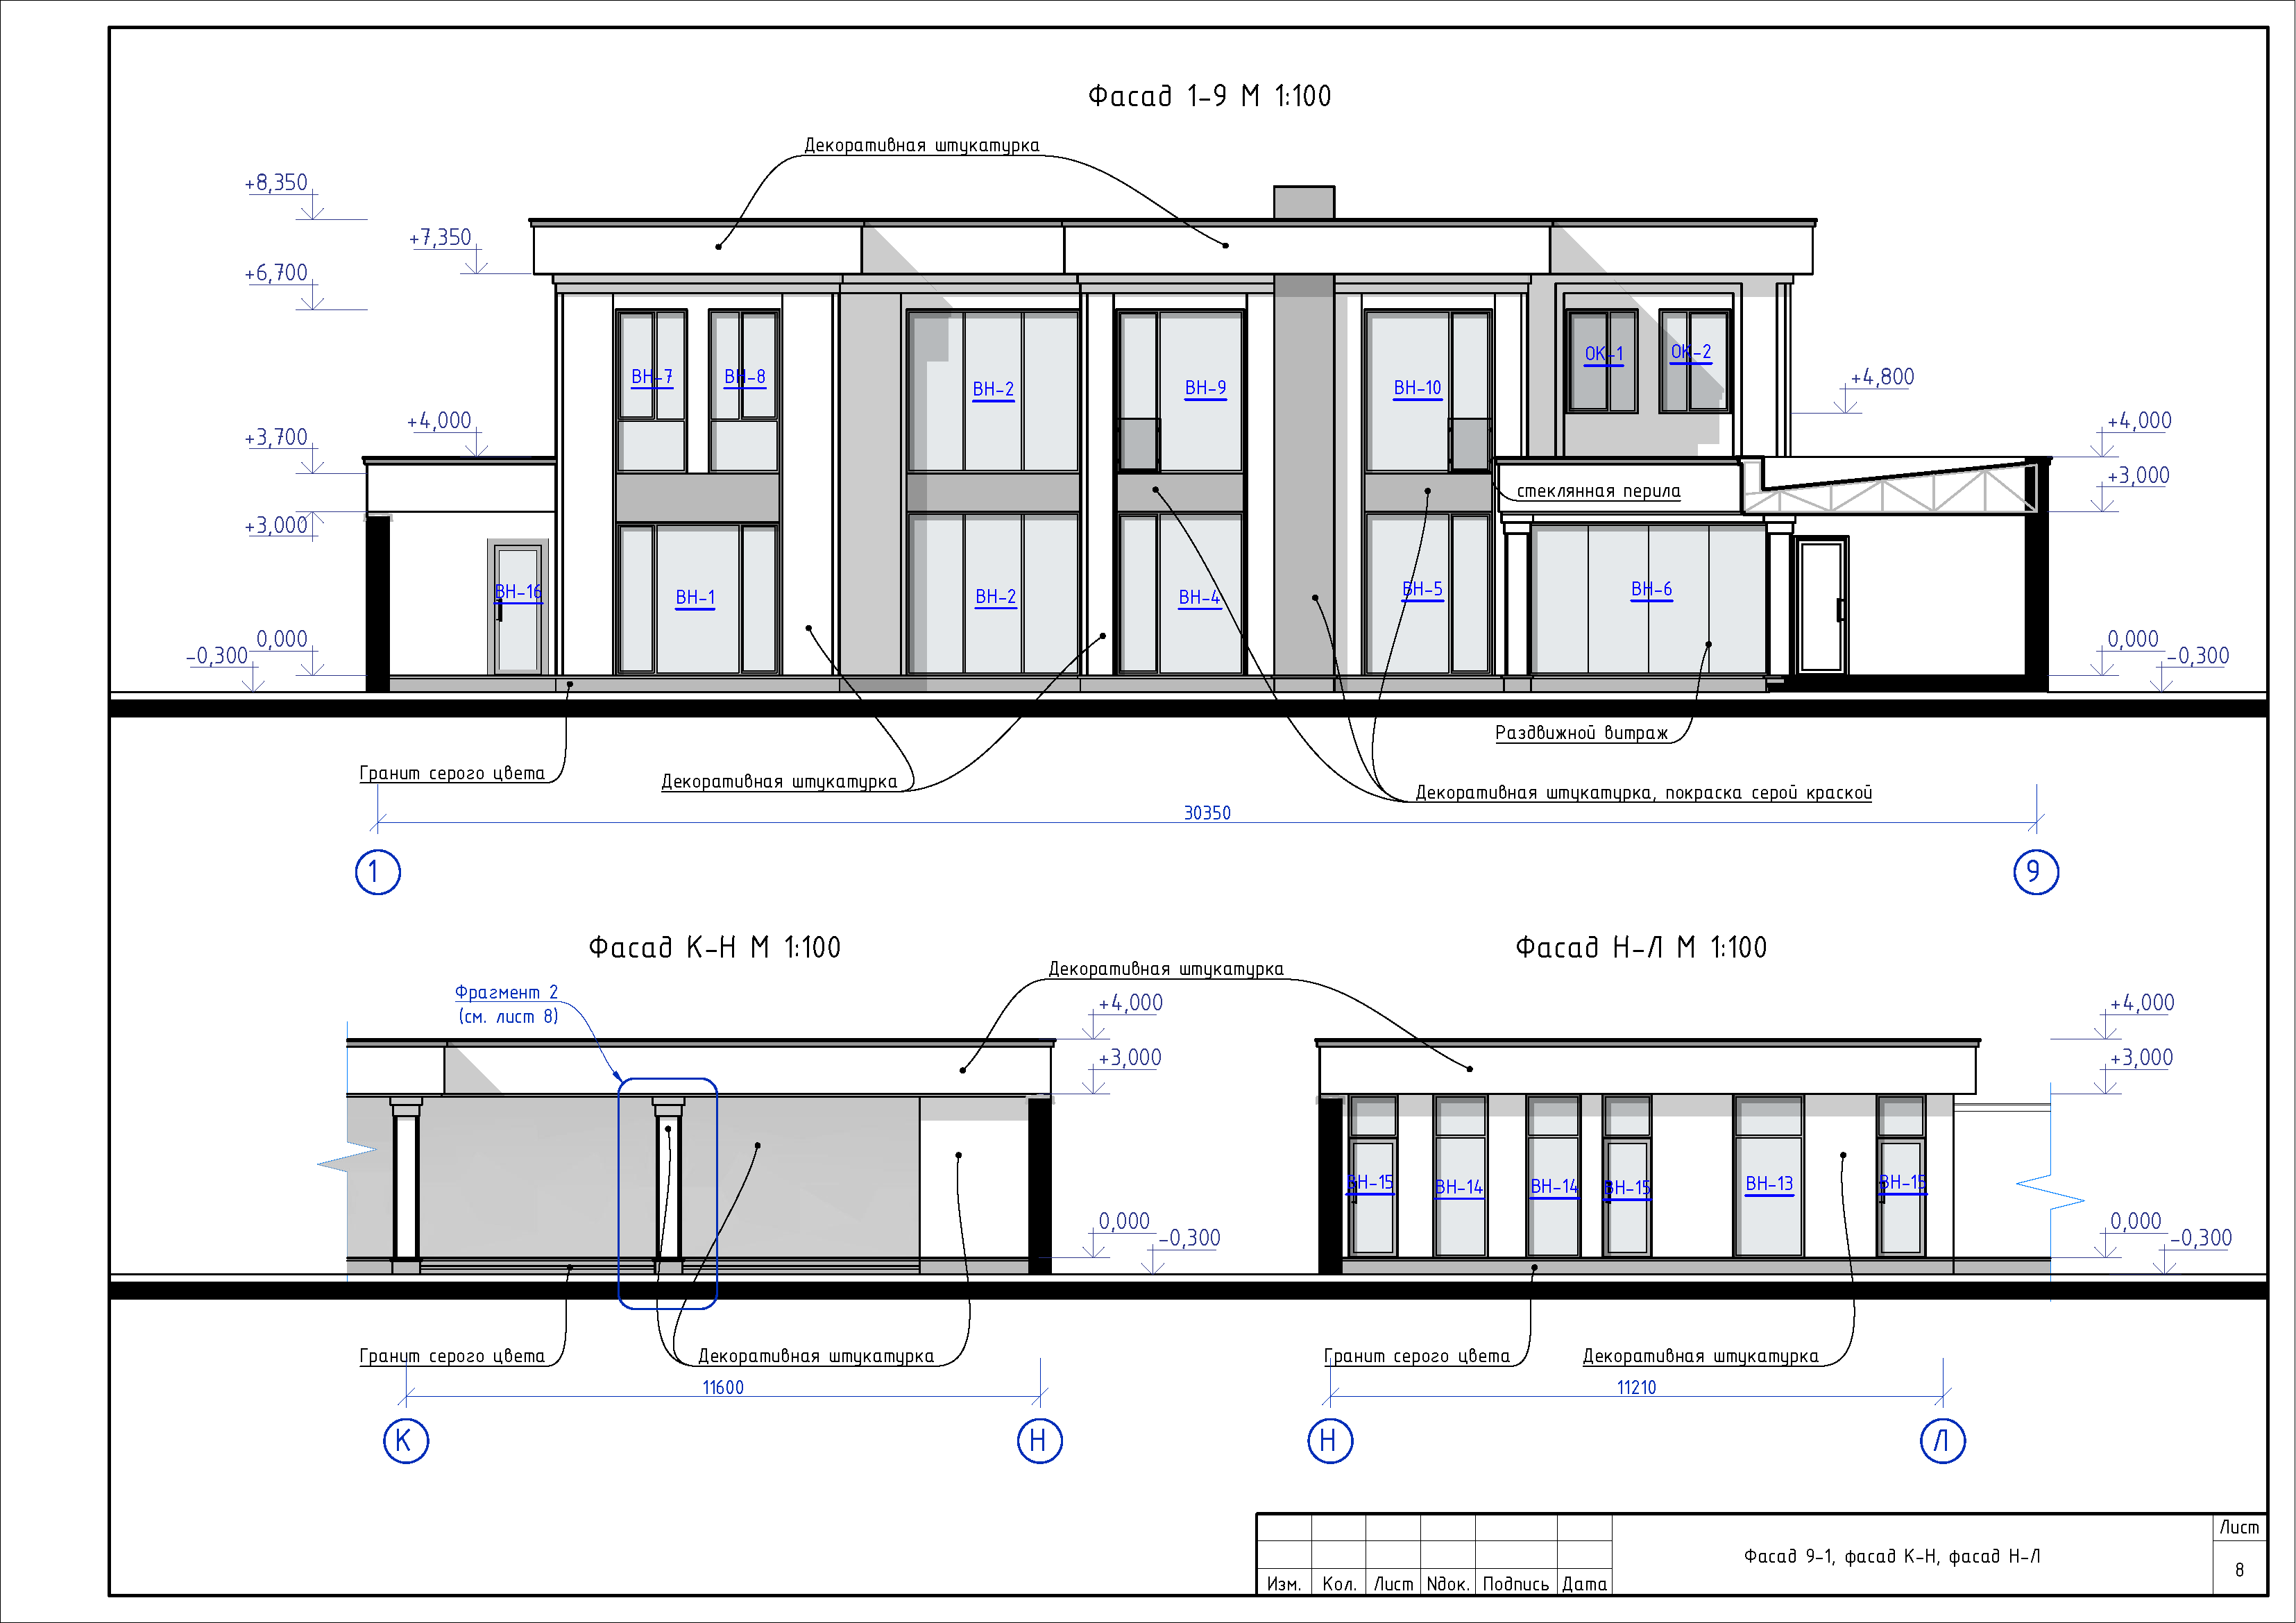 Фасад 1-9 М 1:100
Декоративная штукатурка
+8,350
+7,350
+6,700
ВН-7
ВН-8
ВН-2
ВН-9
ВН-10
ОК-1
ОК-2
+4,800
+4,000
+3,700
+4,000
+3,000
стеклянная перила
+3,000
ВН-16
ВН-1
ВН-2
ВН-4
ВН-5
ВН-6
0,000
-0,300
0,000
-0,300
Раздвижной витраж
Гранит серого цвета
Декоративная штукатурка
Декоративная штукатурка, покраска серой краской
30350
1
9
Фасад К-Н М 1:100
Фасад Н-Л М 1:100
Декоративная штукатурка
Фрагмент 2
(см. лист 8)
+4,000
+3,000
+4,000
+3,000
ВН-15
ВН-14
ВН-14
ВН-15
ВН-13
ВН-15
0,000
-0,300
0,000
-0,300
Гранит серого цвета
Декоративная штукатурка
Гранит серого цвета
Декоративная штукатурка
11600
11210
К
Н
Н
Л
Изм. Кол. Лист Nдок. Подпись Дата
Фасад 9-1, фасад К-Н, фасад Н-Л
Лист
8